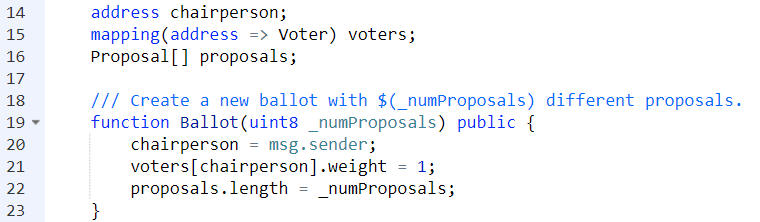 14 address chairperson;
15 mapping(address => Voter) voters;
16 Proposal[] proposals;
17
18 /// Create a new ballot with $(_numProposals) different proposals.
19 function Ballot(uint8 _numProposals) public {
20 chairperson = msg.sender;
21 voters[chairperson].weight = 1;
22 proposals.length = _numProposals;
23 }